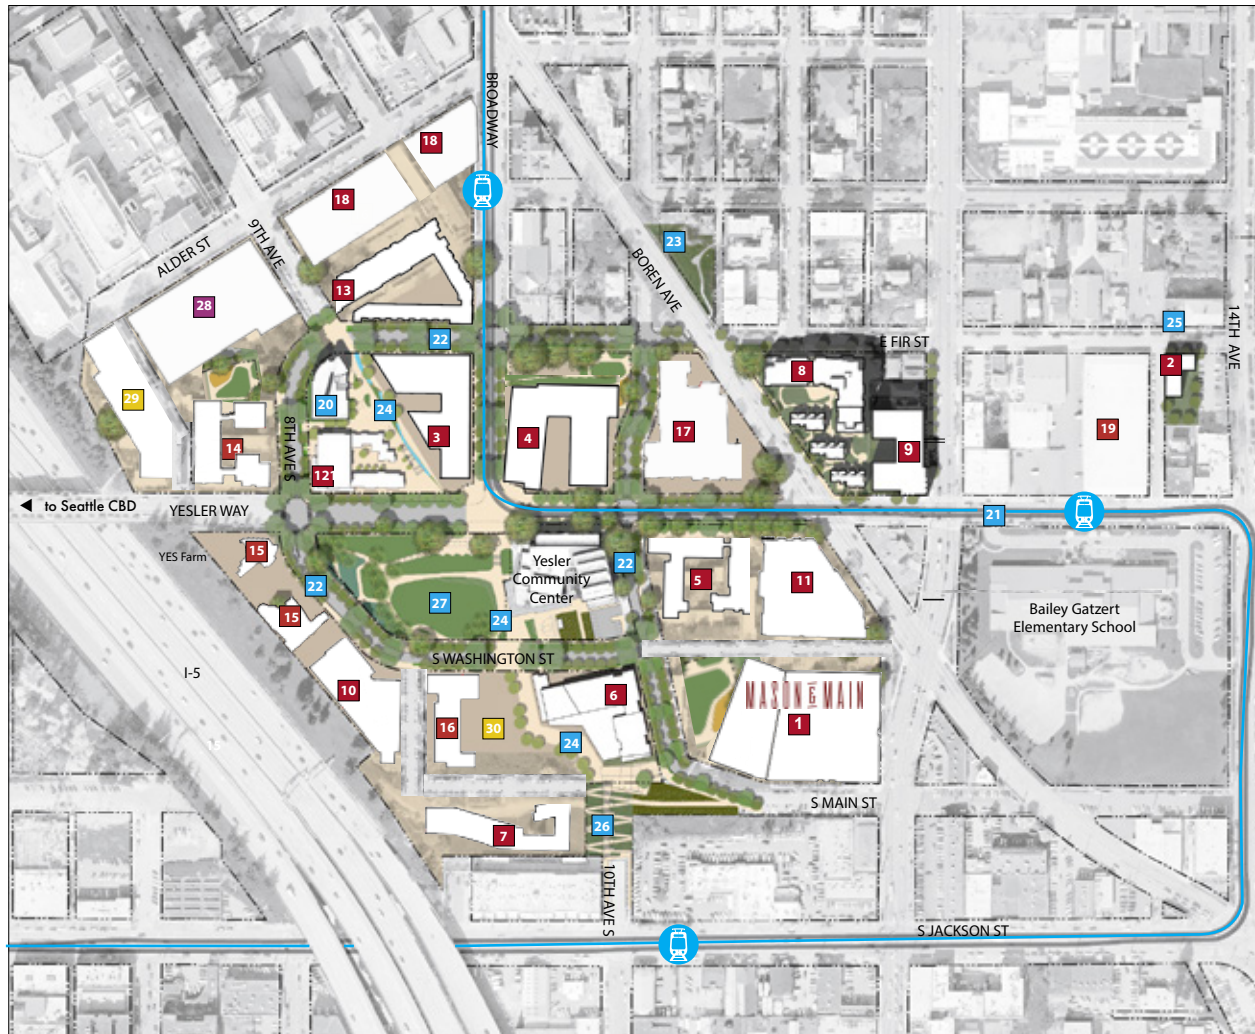 BROADWAY
18
18
9TH AVE
ALDER ST
23
BOREN AVE
13
28
22
E FIR ST
25
14TH AVE
2
8
29
20
24
8TH AVE S
3
4
17
19
14
9
121
to Seattle CBD
YESLER WAY
21
YES Farm
15
Yesler
Community
Center
22
22
5
11
27
24
15
Bailey Gatzert
Elementary School
S WASHINGTON ST
I-5
10
6
MASON & MAIN
16
30
1
24
15
S MAIN ST
7
26
10TH AVE S
S JACKSON ST